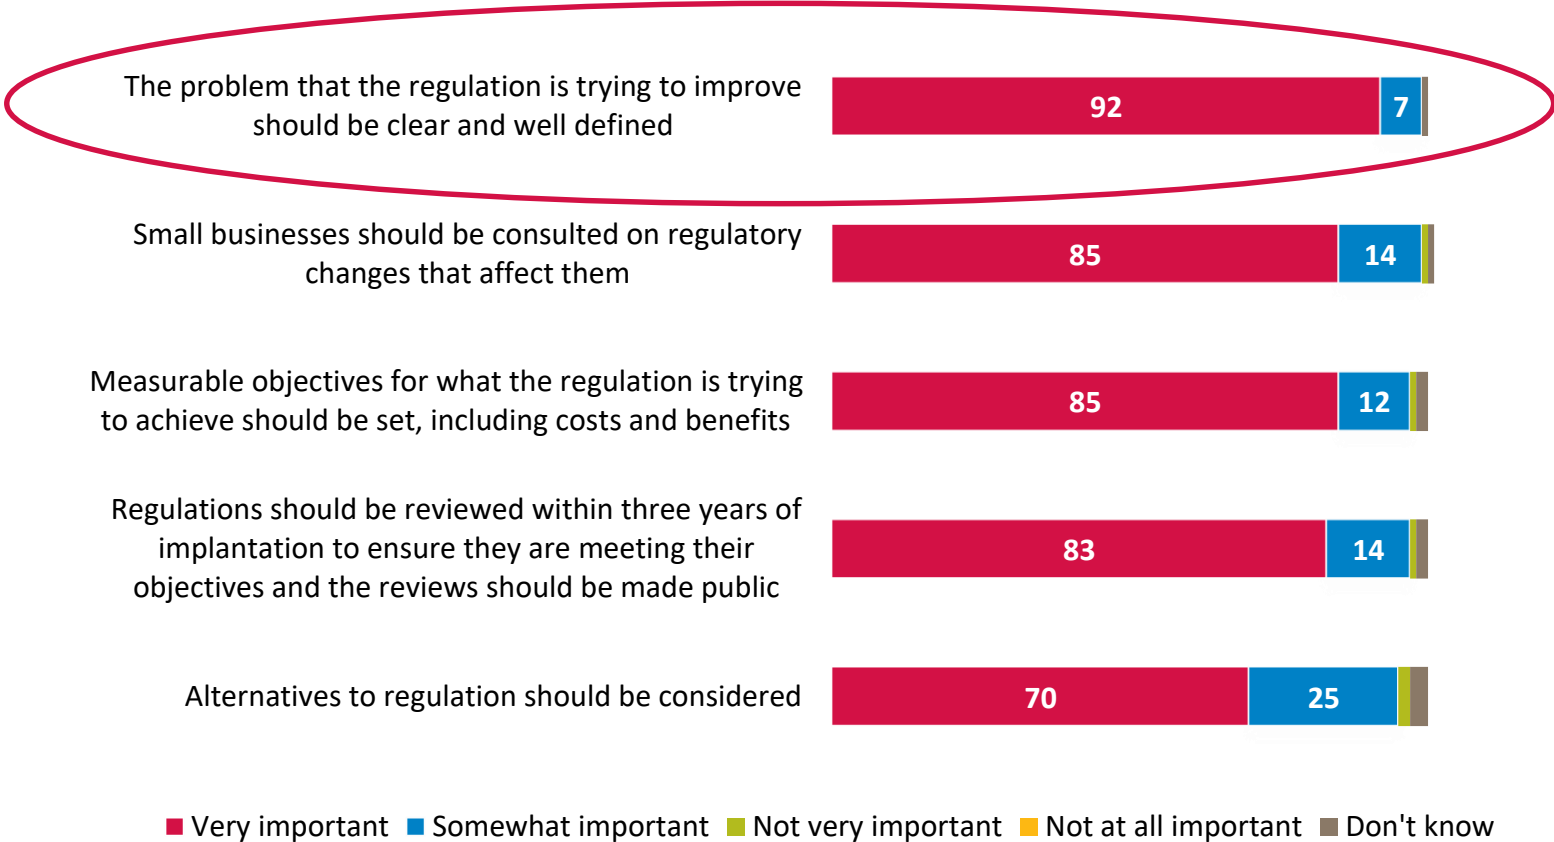 The problem that the regulation is trying to improve
should be clear and well defined
92 7
Small businesses should be consulted on regulatory
changes that affect them
85 14
Measurable objectives for what the regulation is trying
to achieve should be set, including costs and benefits
85 12
Regulations should be reviewed within three years of
implantation to ensure they are meeting their
objectives and the reviews should be made public
83 14
Alternatives to regulation should be considered
70 25
Very important Somewhat important Not very important Not at all important Don't know